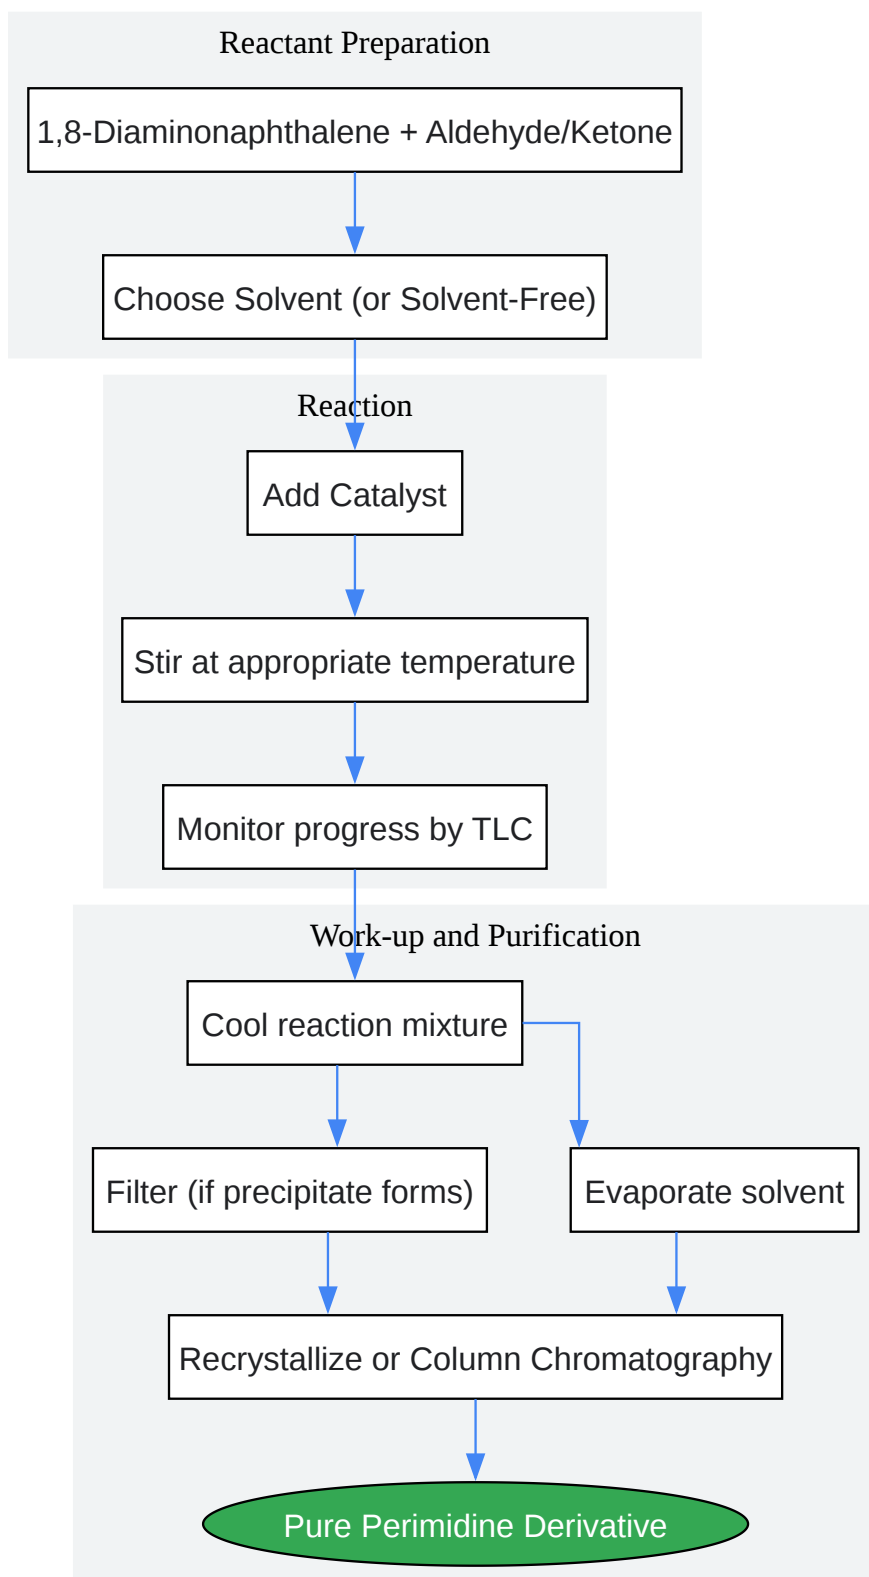 Reactant Preparation
1,8-Diaminonaphthalene + Aldehyde/Ketone
Choose Solvent (or Solvent-Free)
Reaction
Add Catalyst
Stir at appropriate temperature
Monitor progress by TLC
Work-up and Purification
Cool reaction mixture
Filter (if precipitate forms)
Evaporate solvent
Recrystallize or Column Chromatography
Pure Perimidine Derivative